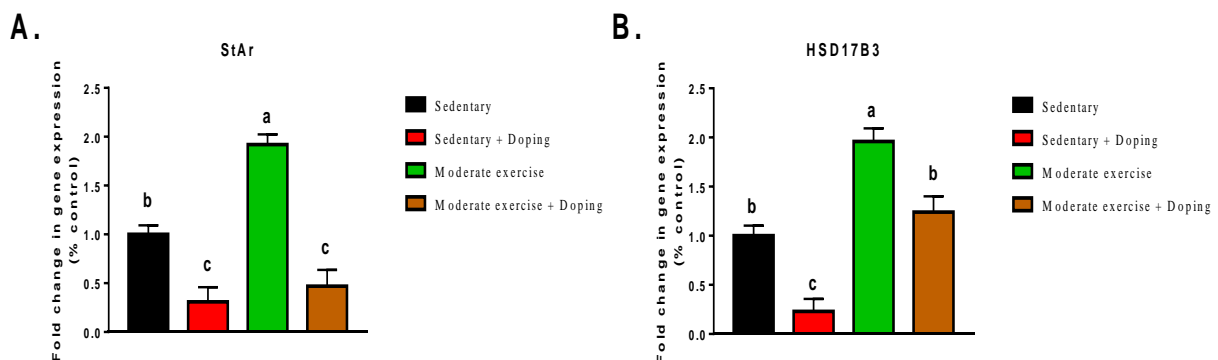 A.
StAr
Fold change in gene expression
(% control)
2.5
2.0
1.5
1.0
0.5
0.0
b
c
a
c
Sedentary
Sedentary + Doping
Moderate exercise
Moderate exercise + Doping
B.
HSD17B3
Fold change in gene expression
(% control)
2.5
2.0
1.5
1.0
0.5
0.0
b
c
a
b
Sedentary
Sedentary + Doping
Moderate exercise
Moderate exercise + Doping